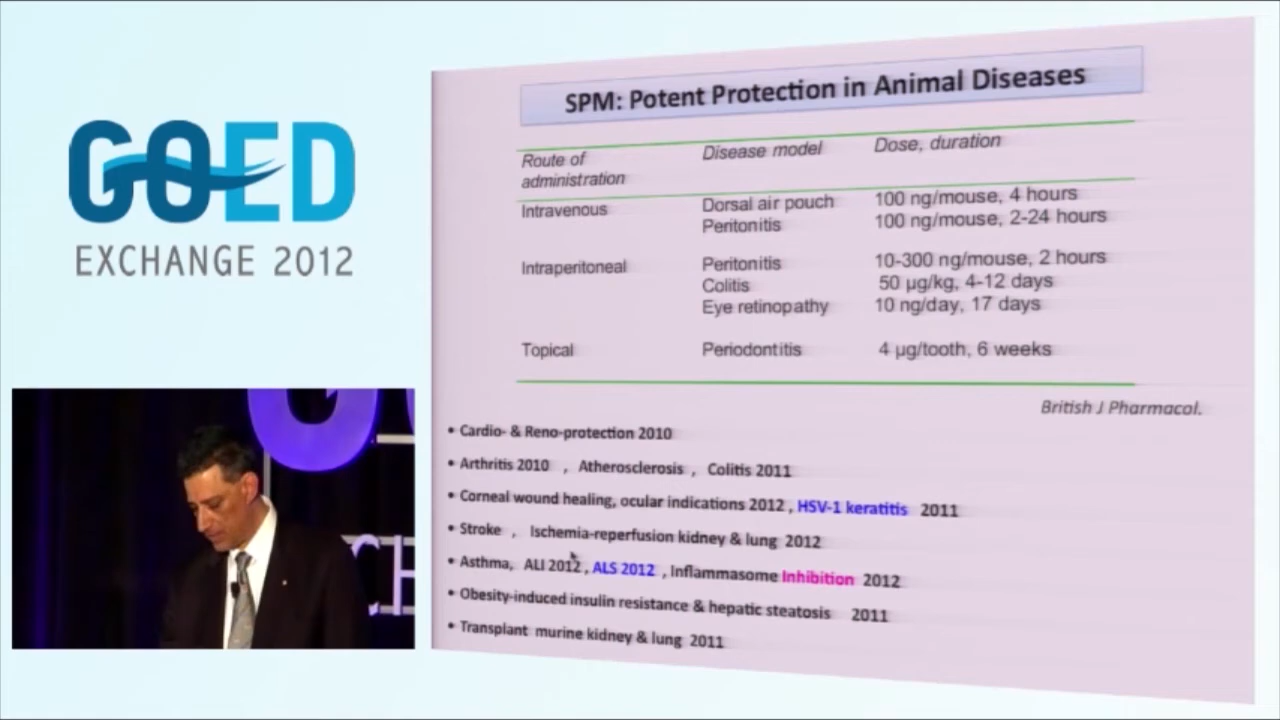 GOED
EXCHANGE 2012
SPM: Potent Protection in Animal Diseases
Route of administration Disease model Dose, duration
Intravenous Dorsal air pouch 100 ng/mouse, 4 hours
Peritonitis 100 ng/mouse, 2-24 hours
Intraperitoneal Peritonitis 10-300 ng/mouse, 2 hours
Colitis 50 µg/kg, 4-12 days
Eye retinopathy 10 ng/day, 17 days
Topical Periodontitis 4 µg/tooth, 6 weeks
British J Pharmacol.
• Cardio- & Reno-protection 2010
• Arthritis 2010 , Atherosclerosis , Colitis 2011
• Corneal wound healing, ocular indications 2012 , HSV-1 keratitis 2011
• Stroke , Ischemia-reperfusion kidney & lung 2012
• Asthma, ALI 2012 , ALS 2012 , Inflammasome Inhibition 2012
• Obesity-induced insulin resistance & hepatic steatosis 2011
• Transplant murine kidney & lung 2011